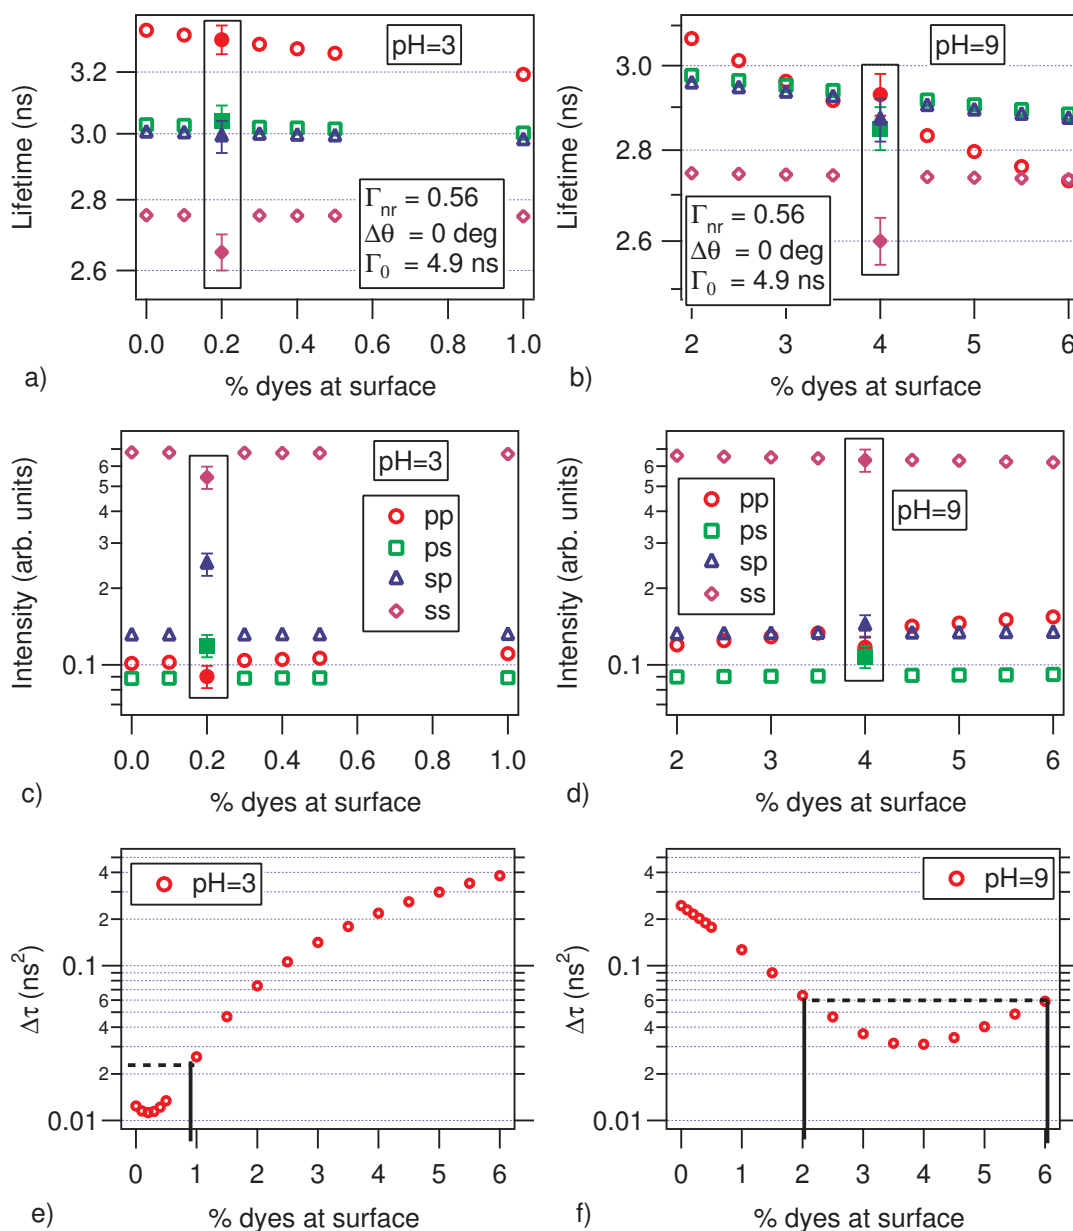 pH=3
3.2
3.0
2.8
2.6
Lifetime (ns)
Γnr = 0.56
Δθ = 0 deg
Γ0 = 4.9 ns
0.0 0.2 0.4 0.6 0.8 1.0
% dyes at surface
a)
pH=9
3.0
2.8
2.6
Lifetime (ns)
Γnr = 0.56
Δθ = 0 deg
Γ0 = 4.9 ns
2 3 4 5 6
% dyes at surface
b)
pH=3
6
5
3
2
0.1
Intensity (arb. units)
pp
ps
sp
ss
0.0 0.2 0.4 0.6 0.8 1.0
% dyes at surface
c)
pH=9
6
5
3
2
0.1
Intensity (arb. units)
pp
ps
sp
ss
2 3 4 5 6
% dyes at surface
d)
pH=3
4
2
0.1
6
4
2
0.01
Δτ (ns²)
0 1 2 3 4 5 6
% dyes at surface
e)
pH=9
4
2
0.1
6
4
2
0.01
Δτ (ns²)
0 1 2 3 4 5 6
% dyes at surface
f)